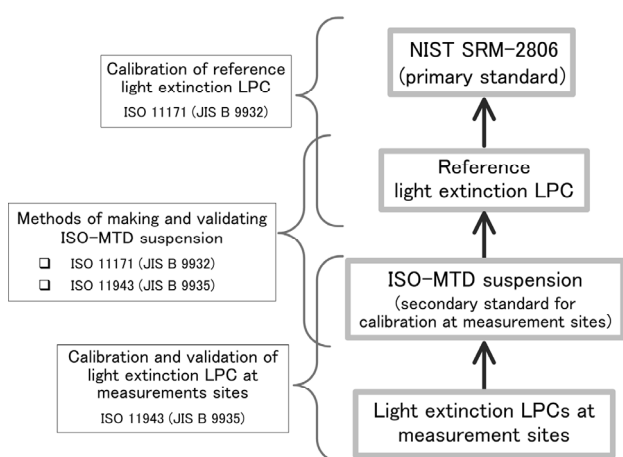 Calibration of reference
light extinction LPC
ISO 11171 (JIS B 9932)
Methods of making and validating
ISO-MTD suspension
❑ ISO 11171 (JIS B 9932)
❑ ISO 11943 (JIS B 9935)
Calibration and validation of
light extinction LPC at
measurements sites
ISO 11943 (JIS B 9935)
NIST SRM-2806
(primary standard)
Reference
light extinction LPC
ISO-MTD suspension
(secondary standard for
calibration at measurement sites)
Light extinction LPCs at
measurement sites